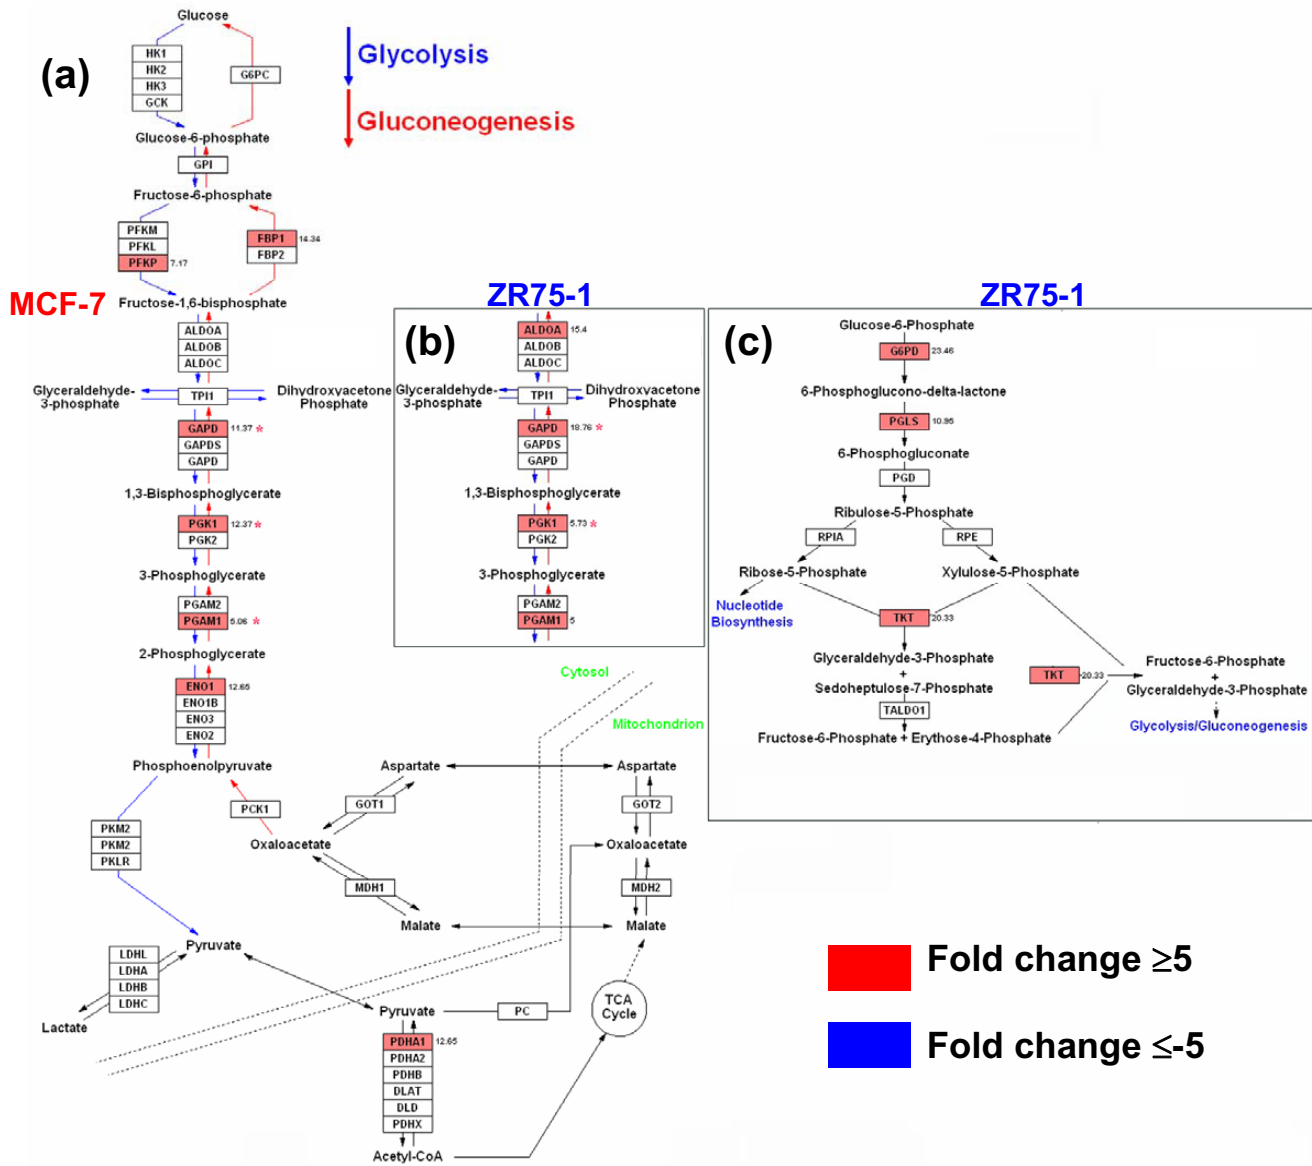 (a)
Glucose
HK1
HK2
HK3
GCK
G6PC
Glycolysis
Gluconeogenesis
Glucose-6-phosphate
GPI
Fructose-6-phosphate
PFKM
PFKL
PFKP 7.17
FBP1 14.34
FBP2
MCF-7
Fructose-1,6-bisphosphate
ALDOA
ALDOB
ALDOC
Glyceraldehyde-
3-phosphate
TPI1
Dihydroxyacetone
Phosphate
GAPD 11.37 *
GAPDS
GAPD
1,3-Bisphosphoglycerate
PGK1 12.37 *
PGK2
3-Phosphoglycerate
PGAM2
PGAM1 5.06 *
2-Phosphoglycerate
ENO1 12.65
ENO1B
ENO3
ENO2
Phosphoenolpyruvate
PCK1
PKM2
PKM2
PKLR
Pyruvate
LDHL
LDHA
LDHB
LDHC
Lactate
Cytosol
Mitochondrion
Aspartate
Aspartate
GOT1
GOT2
Oxaloacetate
Oxaloacetate
MDH1
MDH2
Malate
Malate
Pyruvate
PC
TCA
Cycle
PDHA1 12.65
PDHA2
PDHB
DLAT
DLD
PDHX
Acetyl-CoA
ZR75-1
(b)
ALDOA 15.4
ALDOB
ALDOC
Glyceraldehyde-
3-phosphate
TPI1
Dihydroxyacetone
Phosphate
GAPD 18.76 *
GAPDS
GAPD
1,3-Bisphosphoglycerate
PGK1 5.73 *
PGK2
3-Phosphoglycerate
PGAM2
PGAM1 5
ZR75-1
(c)
Glucose-6-Phosphate
G6PD 23.46
6-Phosphoglucono-delta-lactone
PGLS 10.95
6-Phosphogluconate
PGD
Ribulose-5-Phosphate
RPIA
RPE
Ribose-5-Phosphate
Xylulose-5-Phosphate
Nucleotide
Biosynthesis
TKT 20.33
Glyceraldehyde-3-Phosphate
+
Sedoheptulose-7-Phosphate
TALDO1
Fructose-6-Phosphate + Erythose-4-Phosphate
TKT 20.33
Fructose-6-Phosphate
+
Glyceraldehyde-3-Phosphate
Glycolysis/Gluconeogenesis
Fold change ≥5
Fold change ≤-5